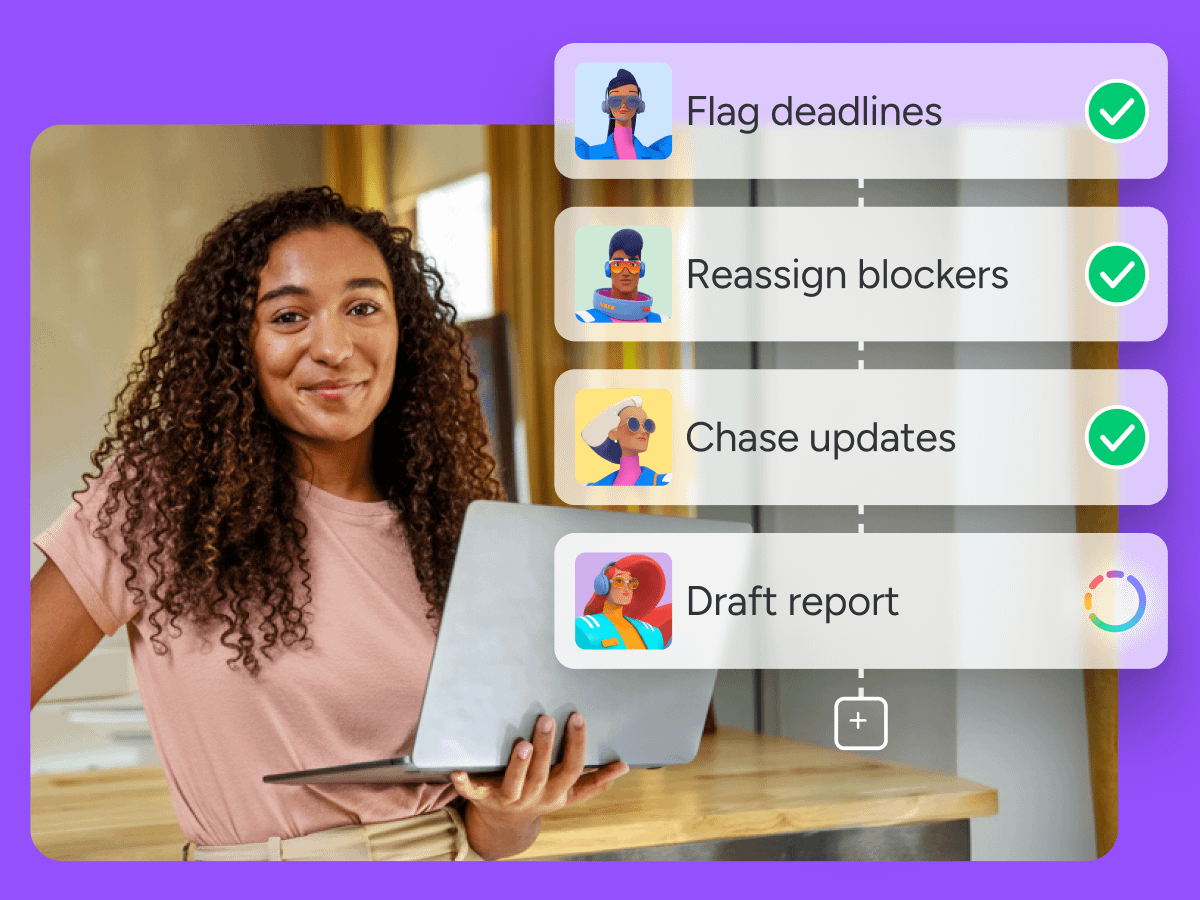 Flag deadlines
Reassign blockers
Chase updates
Draft report